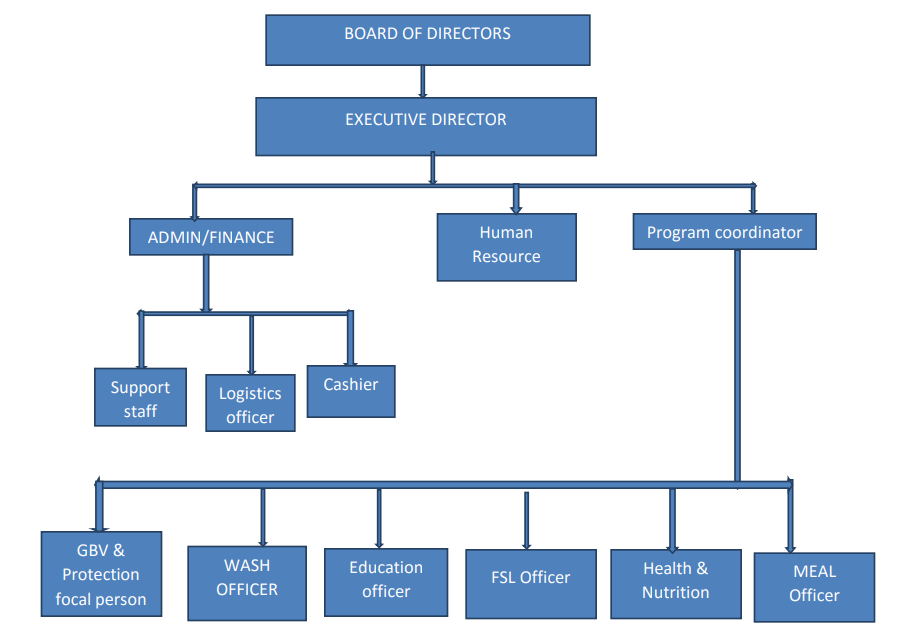 BOARD OF DIRECTORS
EXECUTIVE DIRECTOR
ADMIN/FINANCE
Human
Resource
Program coordinator
Support
staff
Logistics
officer
Cashier
GBV &
Protection
focal person
WASH
OFFICER
Education
officer
FSL Officer
Health &
Nutrition
MEAL
Officer